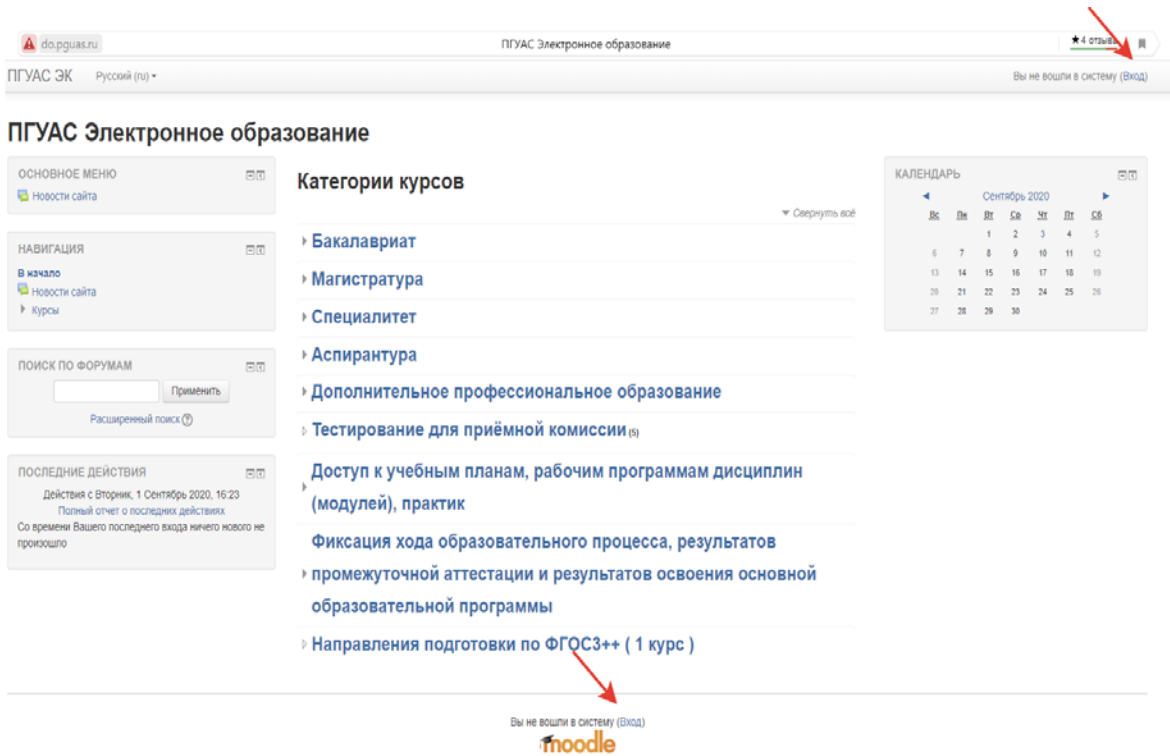 do.pguas.ru
ПГУАС Электронное образование
★4 отзыва
ПГУАС ЭК
Русский (ru)
Вы не вошли в систему (Вход)
ПГУАС Электронное образование
ОСНОВНОЕ МЕНЮ
Новости сайта
НАВИГАЦИЯ
В начало
Новости сайта
Курсы
ПОИСК ПО ФОРУМАМ
Применить
Расширенный поиск
ПОСЛЕДНИЕ ДЕЙСТВИЯ
Действия с Вторник, 1 Сентябрь 2020, 16:23
Полный отчет о последних действиях
Со времени Вашего последнего входа ничего нового не
произошло
Категории курсов
Свернуть всё
Бакалавриат
Магистратура
Специалитет
Аспирантура
Дополнительное профессиональное образование
Тестирование для приёмной комиссии (5)
Доступ к учебным планам, рабочим программам дисциплин
(модулей), практик
Фиксация хода образовательного процесса, результатов
промежуточной аттестации и результатов освоения основной
образовательной программы
Направления подготовки по ФГОС3++ ( 1 курс )
КАЛЕНДАРЬ
Сентябрь 2020
Вс Пн Вт Ср Чт Пт Сб
1 2 3 4 5
6 7 8 9 10 11 12
13 14 15 16 17 18 19
20 21 22 23 24 25 26
27 28 29 30
Вы не вошли в систему (Вход)
moodle